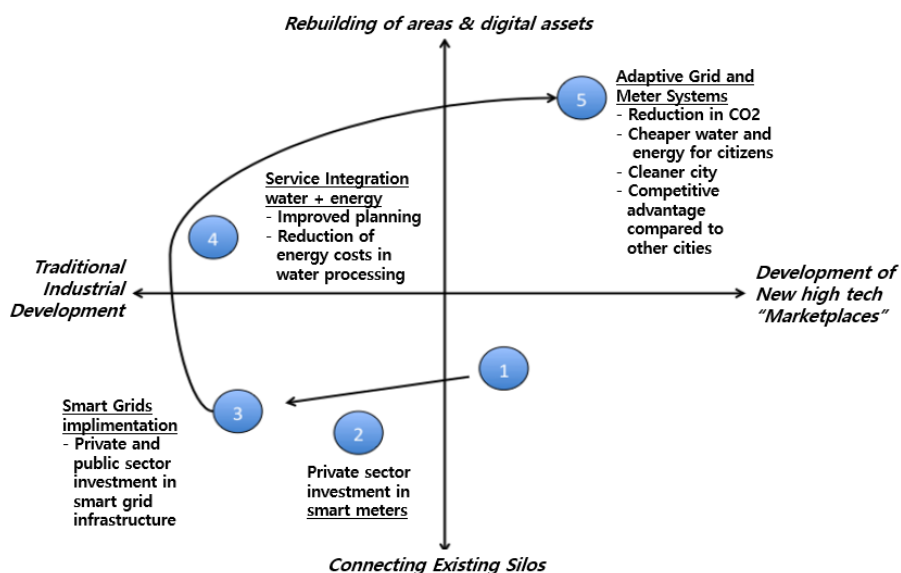 Rebuilding of areas & digital assets
5
Adaptive Grid and
Meter Systems
- Reduction in CO2
- Cheaper water and
energy for citizens
- Cleaner city
- Competitive
advantage
compared to
other cities
Service Integration
water + energy
- Improved planning
- Reduction of
energy costs in
water processing
4
Traditional
Industrial
Development
Development of
New high tech
“Marketplaces”
1
3
2
Smart Grids
implimentation
- Private and
public sector
investment in
smart grid
infrastructure
Private sector
investment in
smart meters
Connecting Existing Silos